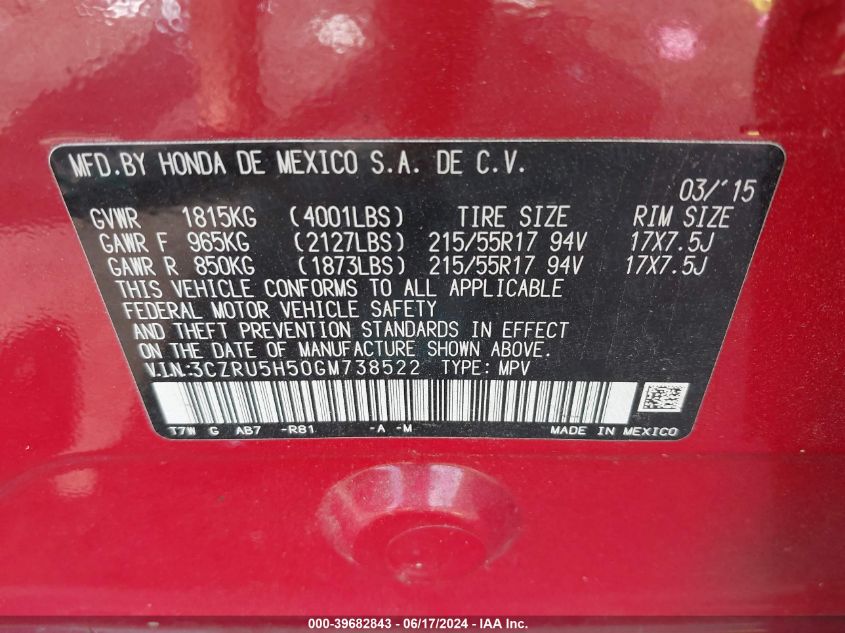 MFD.BY HONDA DE MEXICO S.A. DE C.V.
03/'15
GVWR 1815KG (4001LBS) TIRE SIZE RIM SIZE
GAWR F 965KG (2127LBS) 215/55R17 94V 17X7.5J
GAWR R 850KG (1873LBS) 215/55R17 94V 17X7.5J
THIS VEHICLE CONFORMS TO ALL APPLICABLE
FEDERAL MOTOR VEHICLE SAFETY
AND THEFT PREVENTION STANDARDS IN EFFECT
ON THE DATE OF MANUFACTURE SHOWN ABOVE.
V.I.N:3CZRU5H50GM738522 TYPE: MPV
T7W G AB7 -R81 -A -M MADE IN MEXICO
000-39682843 - 06/17/2024 - IAA Inc.